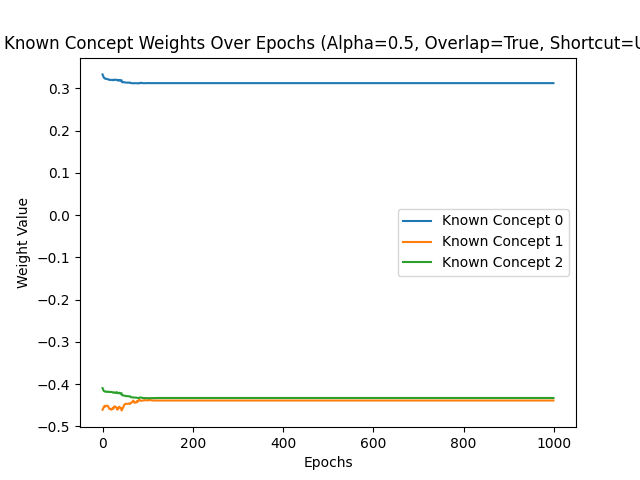 Known Concept Weights Over Epochs (Alpha=0.5, Overlap=True, Shortcut=U
0.3
0.2
0.1
0.0
−0.1
−0.2
−0.3
−0.4
−0.5
Weight Value
Known Concept 0
Known Concept 1
Known Concept 2
0 200 400 600 800 1000
Epochs